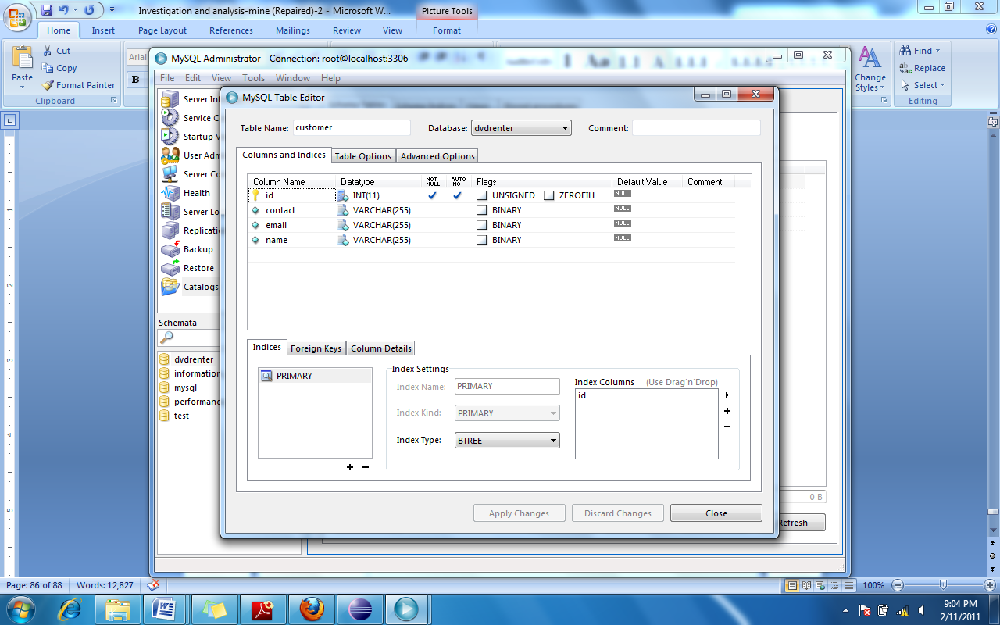 Investigation and analysis-mine (Repaired)-2 - Microsoft W...
Picture Tools
Home Insert Page Layout References Mailings Review View Format
Paste
Cut
Copy
Format Painter
Clipboard
Arial
B
Change Styles
Find
Replace
Select
Editing
MySQL Administrator - Connection: root@localhost:3306
File Edit View Tools Window Help
Server Int
Service C
Startup V
User Adm
Server Co
Health
Server Lo
Replicatio
Backup
Restore
Catalogs
Schemata
dvdrenter
information
mysql
performanc
test
MySQL Table Editor
Table Name: customer Database: dvdrenter Comment:
Columns and Indices Table Options Advanced Options
Column Name Datatype NOT NULL AUTO INC Flags Default Value Comment
id INT(11) UNSIGNED ZEROFILL NULL
contact VARCHAR(255) BINARY NULL
email VARCHAR(255) BINARY NULL
name VARCHAR(255) BINARY NULL
Indices Foreign Keys Column Details
PRIMARY
Index Settings
Index Name: PRIMARY
Index Kind: PRIMARY
Index Type: BTREE
Index Columns (Use Drag'n'Drop)
id
Apply Changes Discard Changes Close
0 B
Refresh
Page: 86 of 88 Words: 12,827 100%
9:04 PM
2/11/2011